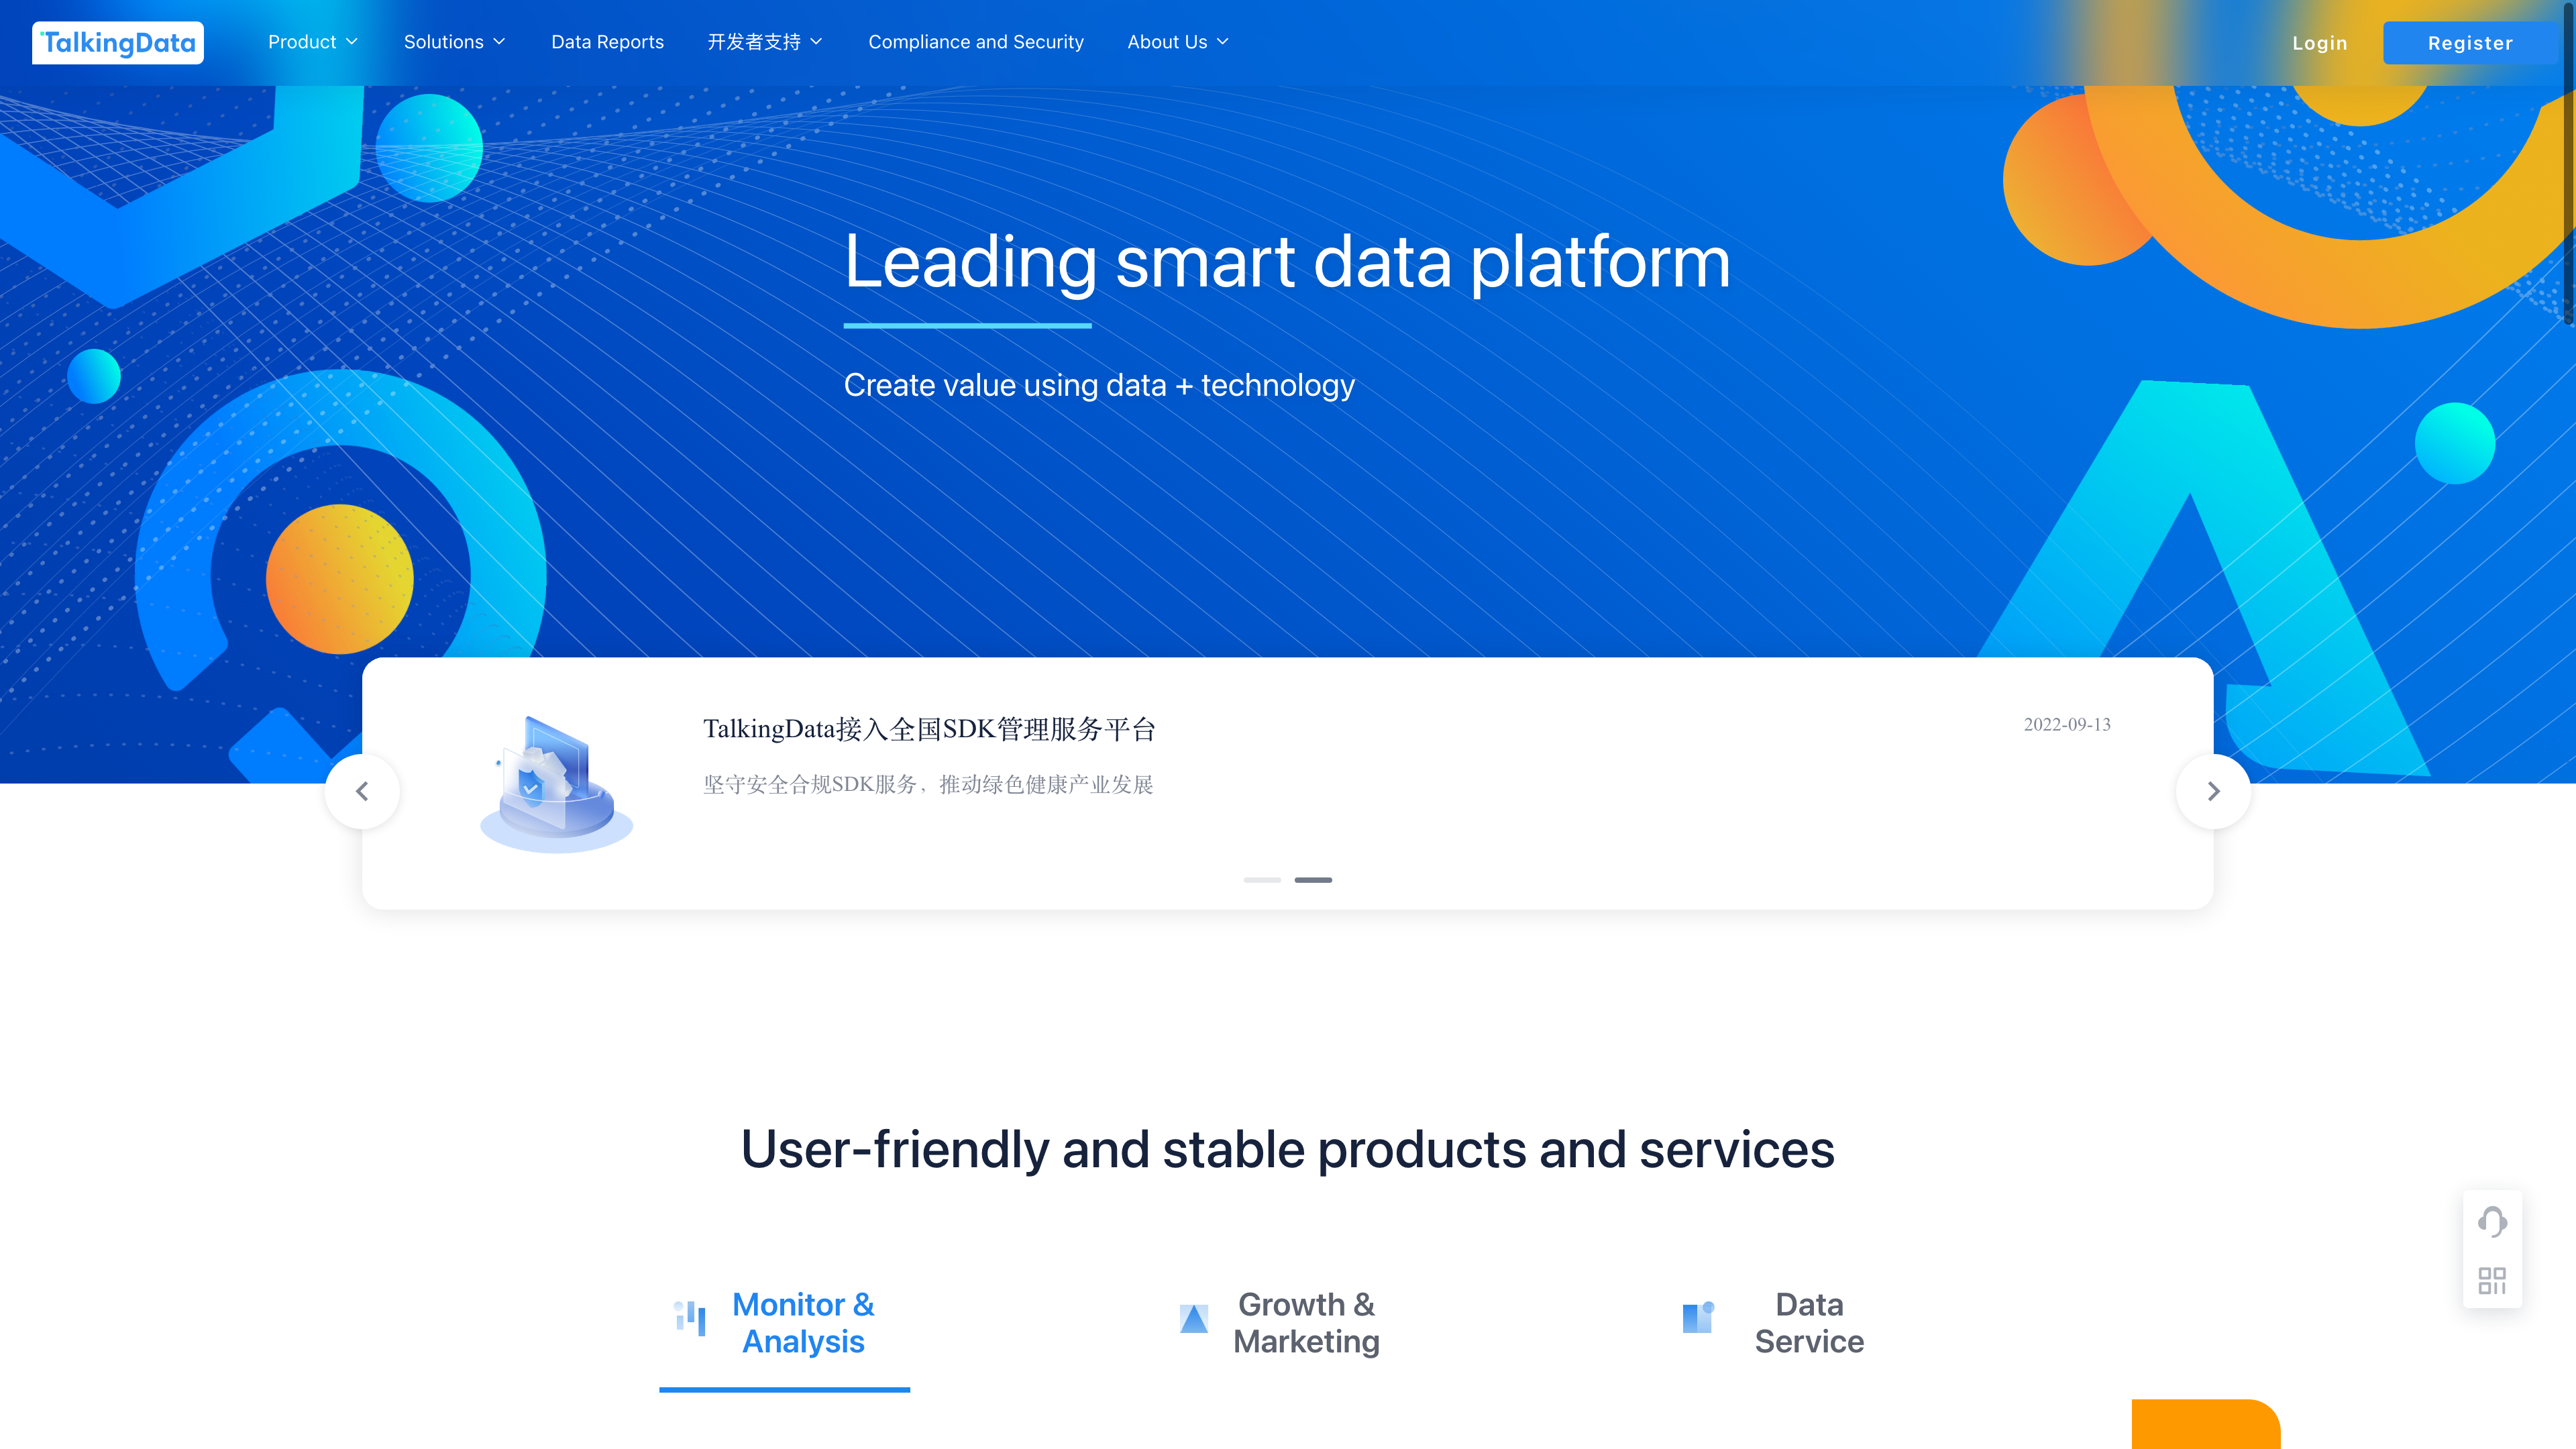 TalkingData
Product
Solutions
Data Reports
开发者支持
Compliance and Security
About Us
Login
Register
Leading smart data platform
Create value using data + technology
TalkingData接入全国SDK管理服务平台
2022-09-13
坚守安全合规SDK服务，推动绿色健康产业发展
User-friendly and stable products and services
Monitor &
Analysis
Growth &
Marketing
Data
Service